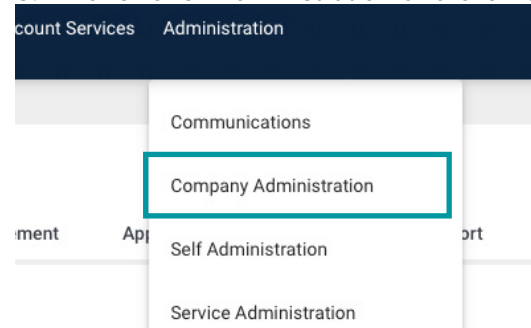 count Services Administration
Communications
Company Administration
ement App ort
Self Administration
Service Administration